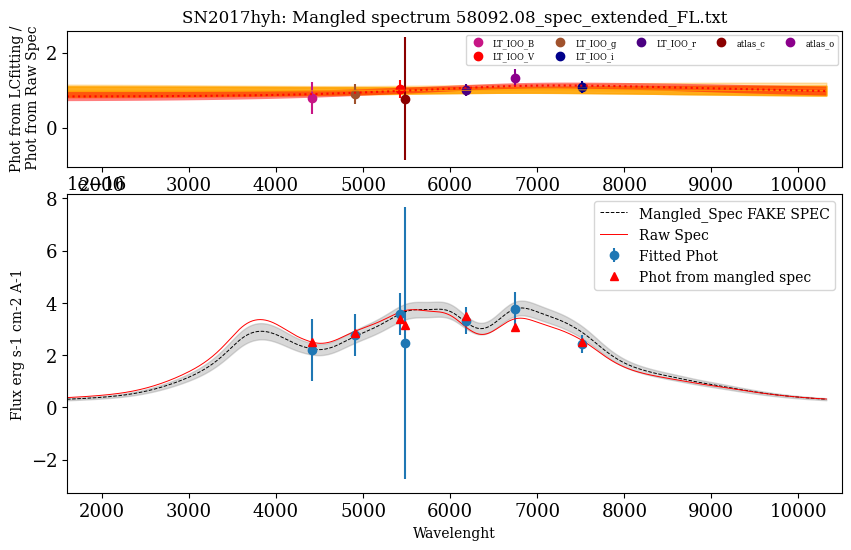 SN2017hyh: Mangled spectrum 58092.08_spec_extended_FL.txt
Phot from LCfitting /
Phot from Raw Spec
2
0
LT_IOO_B LT_IOO_g LT_IOO_r atlas_c atlas_o
LT_IOO_V LT_IOO_i
2000 3000 4000 5000 6000 7000 8000 9000 10000
Flux erg s-1 cm-2 A-1
8
6
4
2
0
−2
Mangled_Spec FAKE SPEC
Raw Spec
Fitted Phot
Phot from mangled spec
2000 3000 4000 5000 6000 7000 8000 9000 10000
Wavelenght